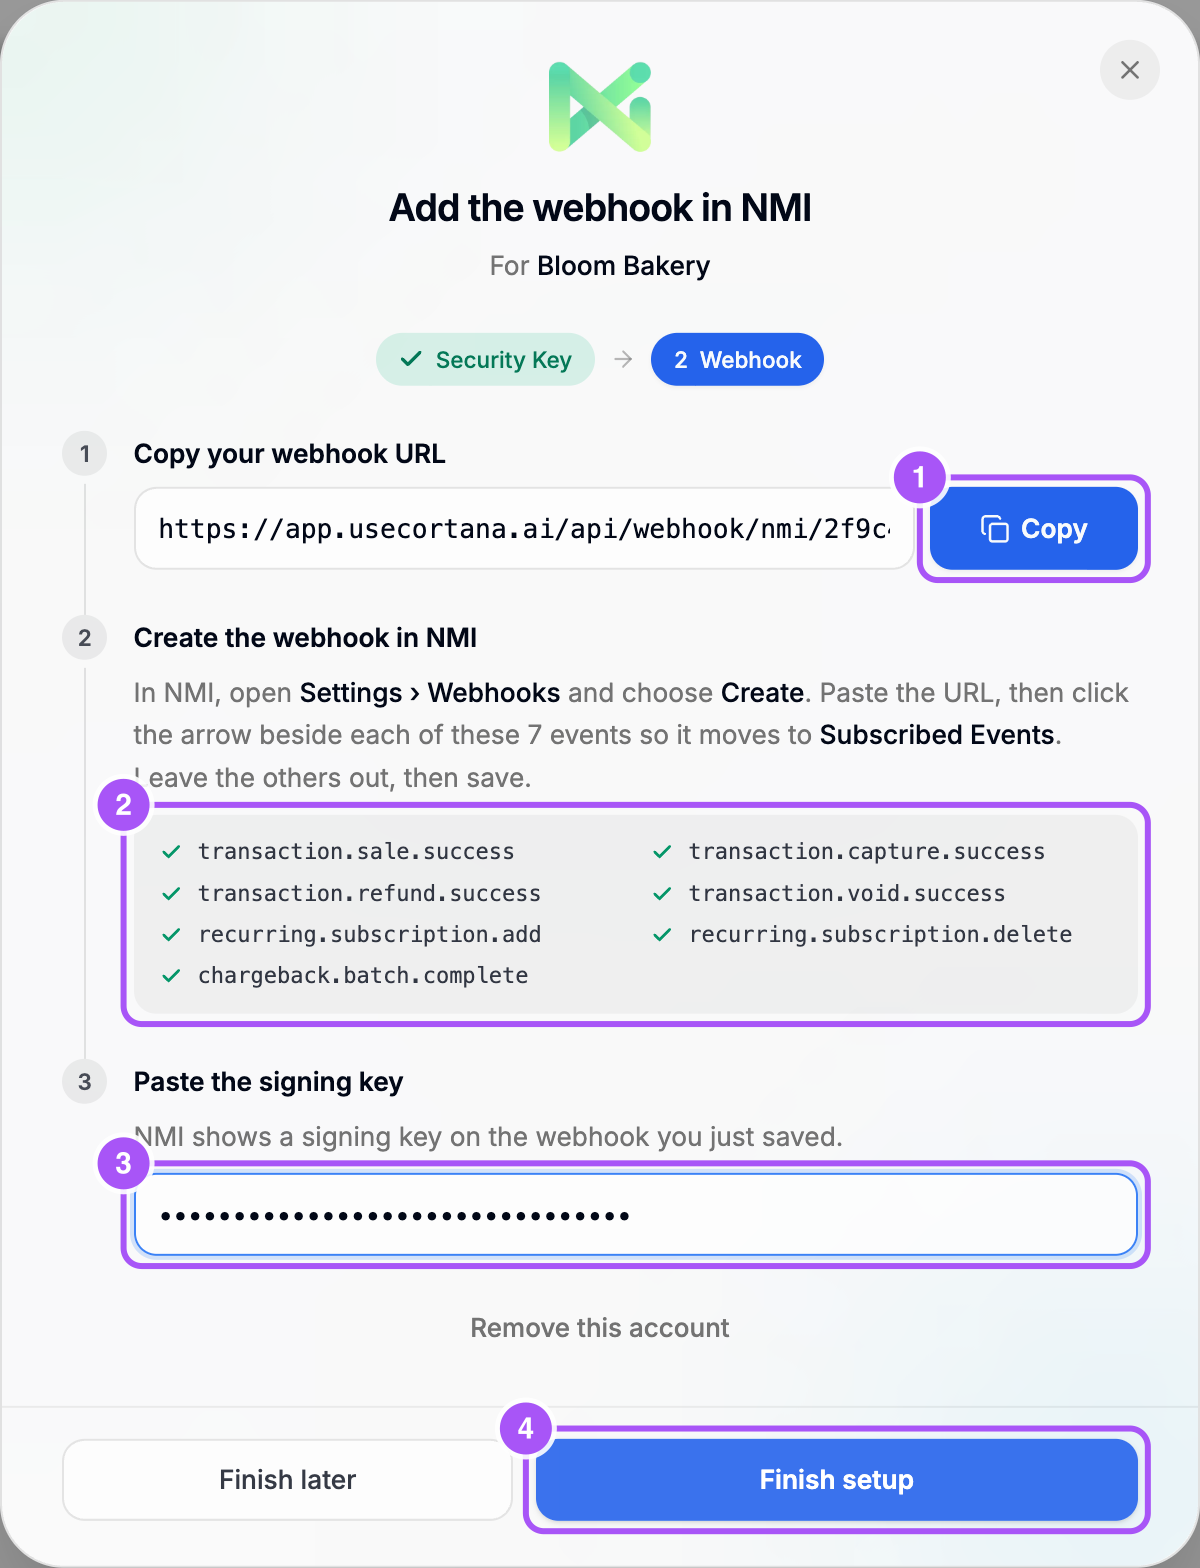 Add the webhook in NMI
For Bloom Bakery
Security Key
2 Webhook
1
Copy your webhook URL
1
https://app.usecortana.ai/api/webhook/nmi/2f9c
Copy
2
Create the webhook in NMI
In NMI, open Settings › Webhooks and choose Create. Paste the URL, then click
the arrow beside each of these 7 events so it moves to Subscribed Events.
Leave the others out, then save.
2
transaction.sale.success
transaction.capture.success
transaction.refund.success
transaction.void.success
recurring.subscription.add
recurring.subscription.delete
chargeback.batch.complete
3
Paste the signing key
NMI shows a signing key on the webhook you just saved.
3
••••••••••••••••••••••••••••••••
Remove this account
4
Finish later
Finish setup